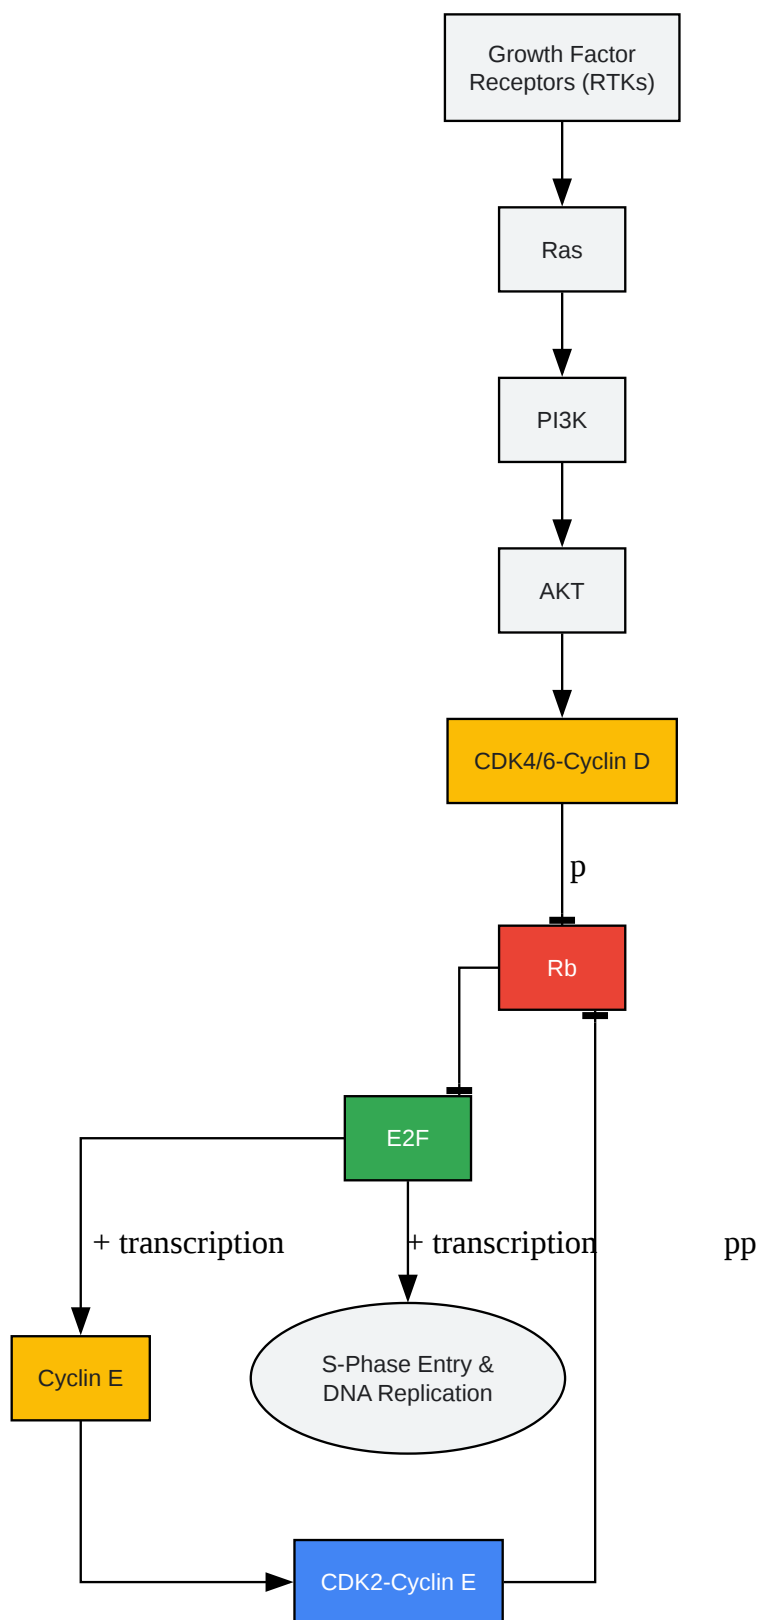 Growth Factor
Receptors (RTKs)
Ras
PI3K
AKT
CDK4/6-Cyclin D
p
Rb
E2F
+ transcription
+ transcription
pp
Cyclin E
S-Phase Entry &
DNA Replication
CDK2-Cyclin E